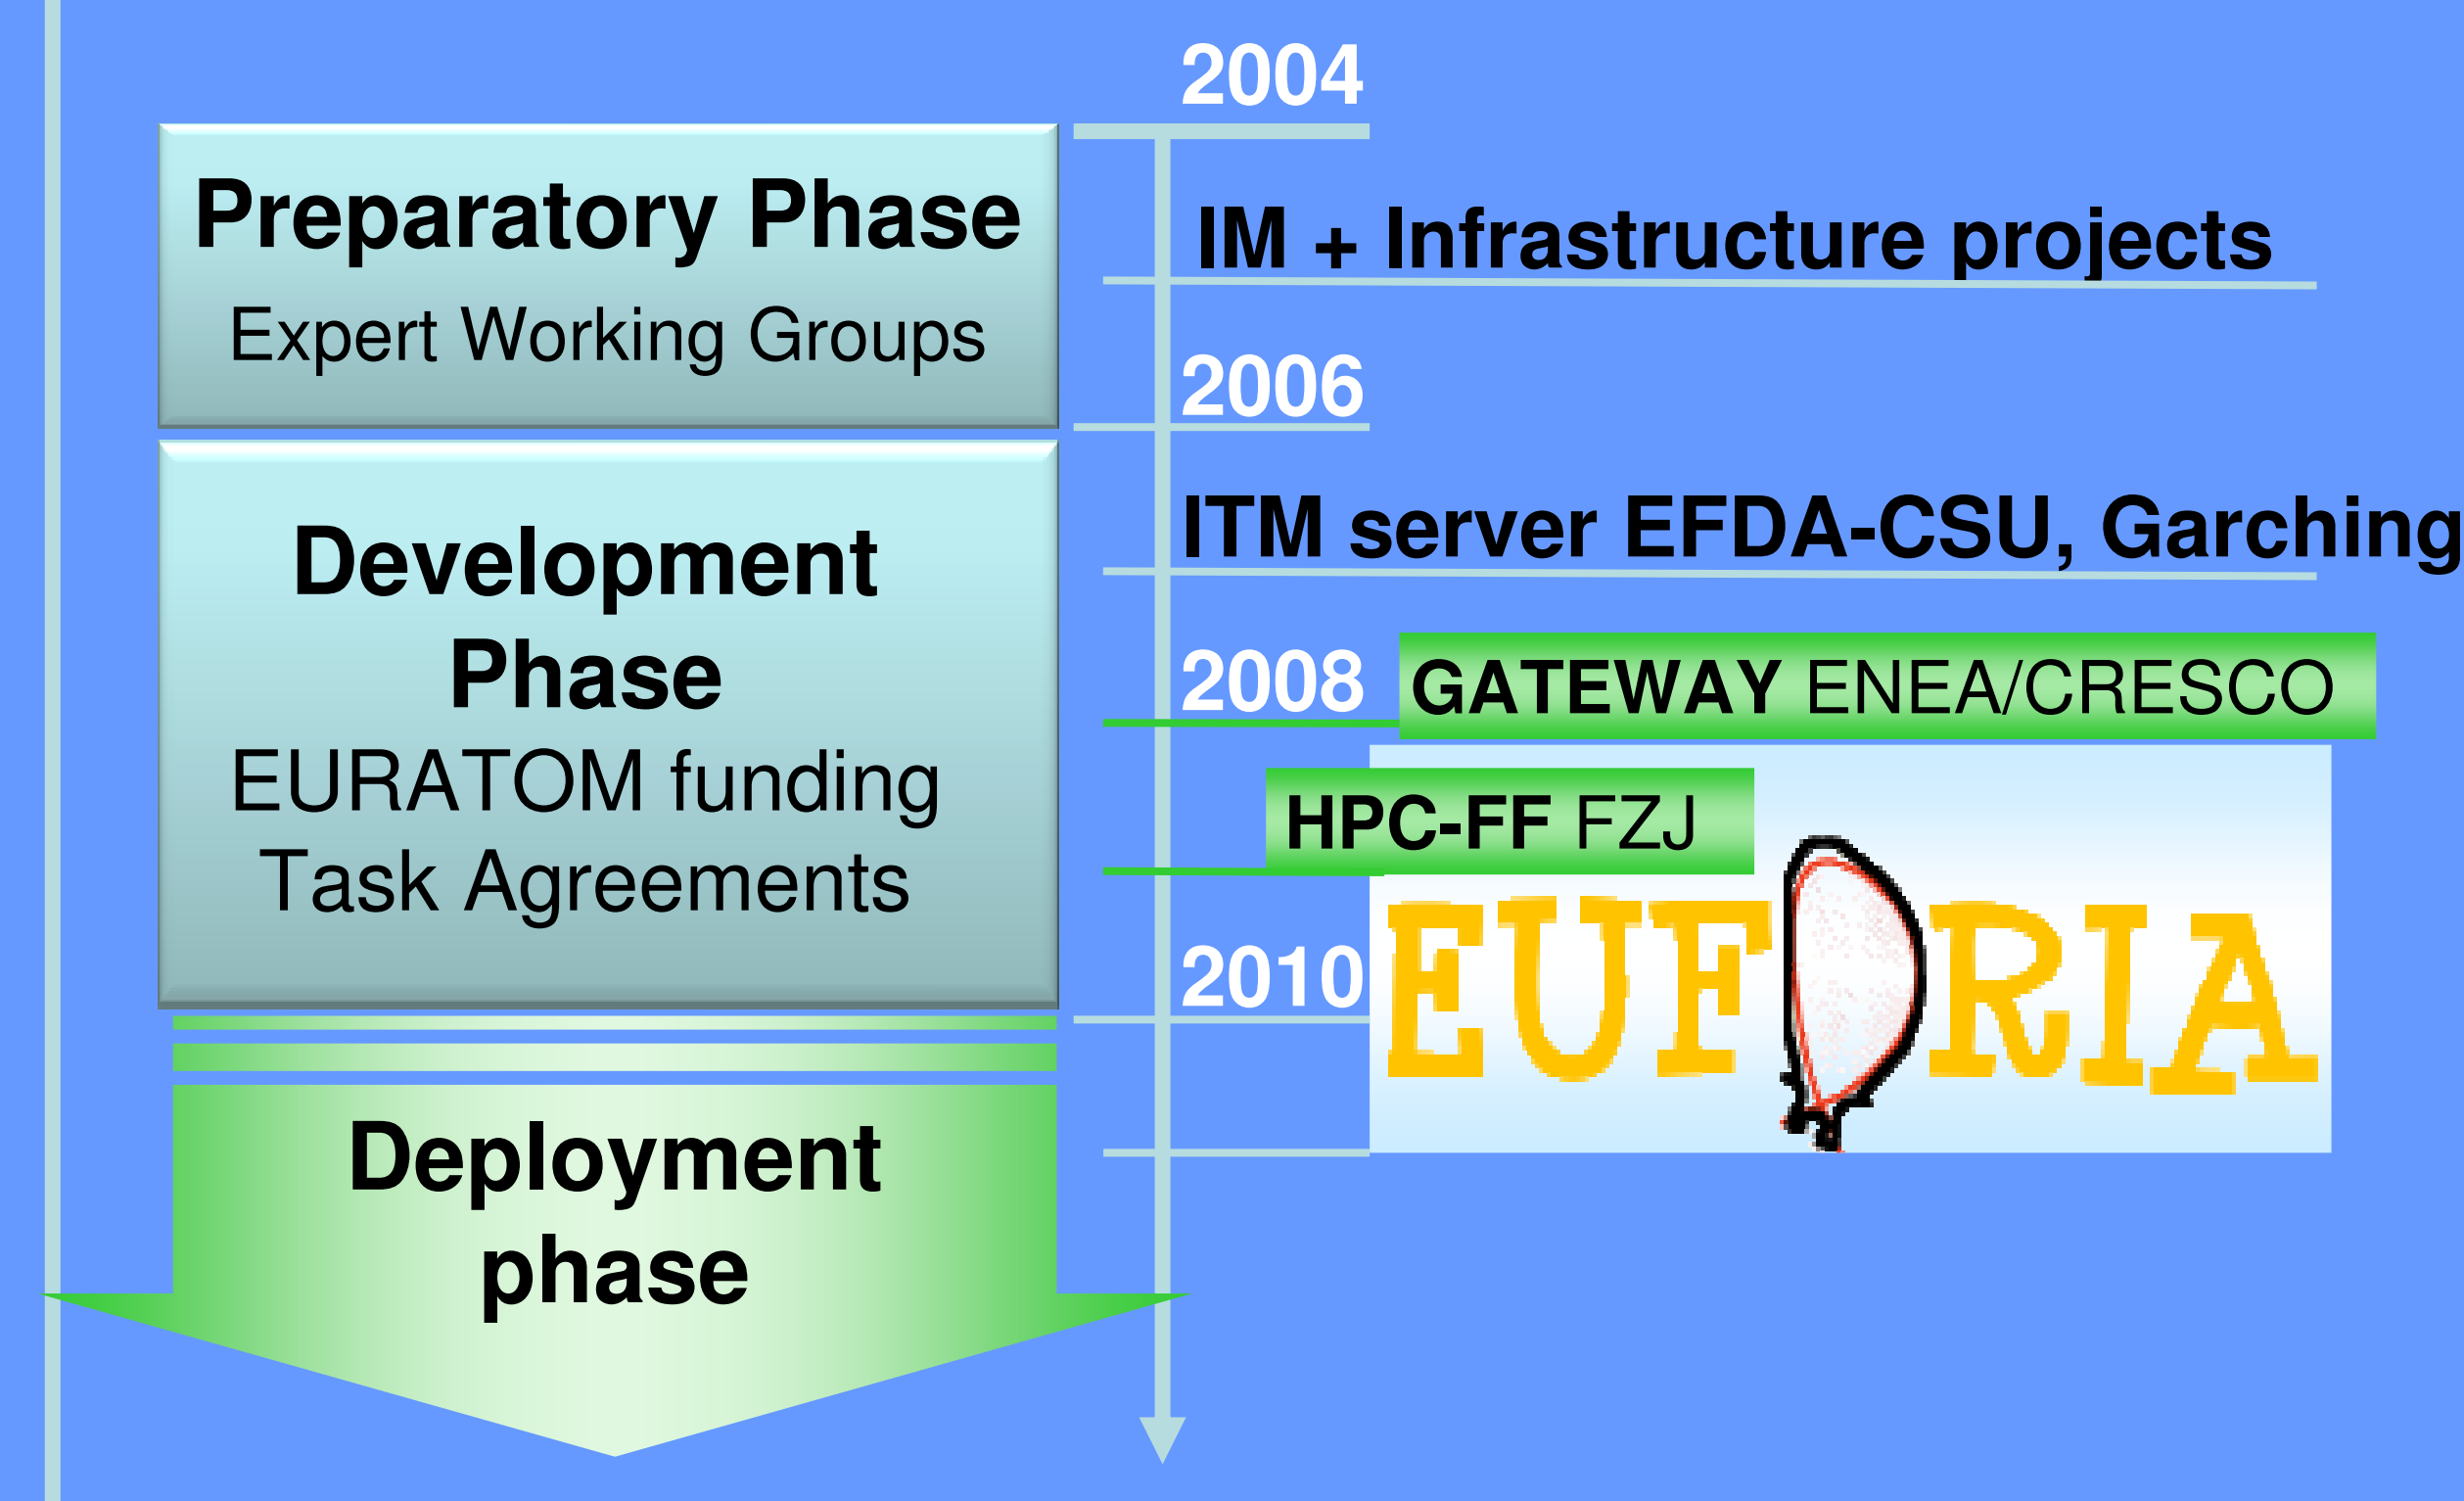 2004
Preparatory Phase
Expert Working Groups
IM + Infrastructure projects
2006
Development
Phase
EURATOM funding
Task Agreements
ITM server EFDA-CSU, Garching
2008
GATEWAY ENEA/CRESCO
HPC-FF FZJ
2010
EUFORIA
Deployment
phase